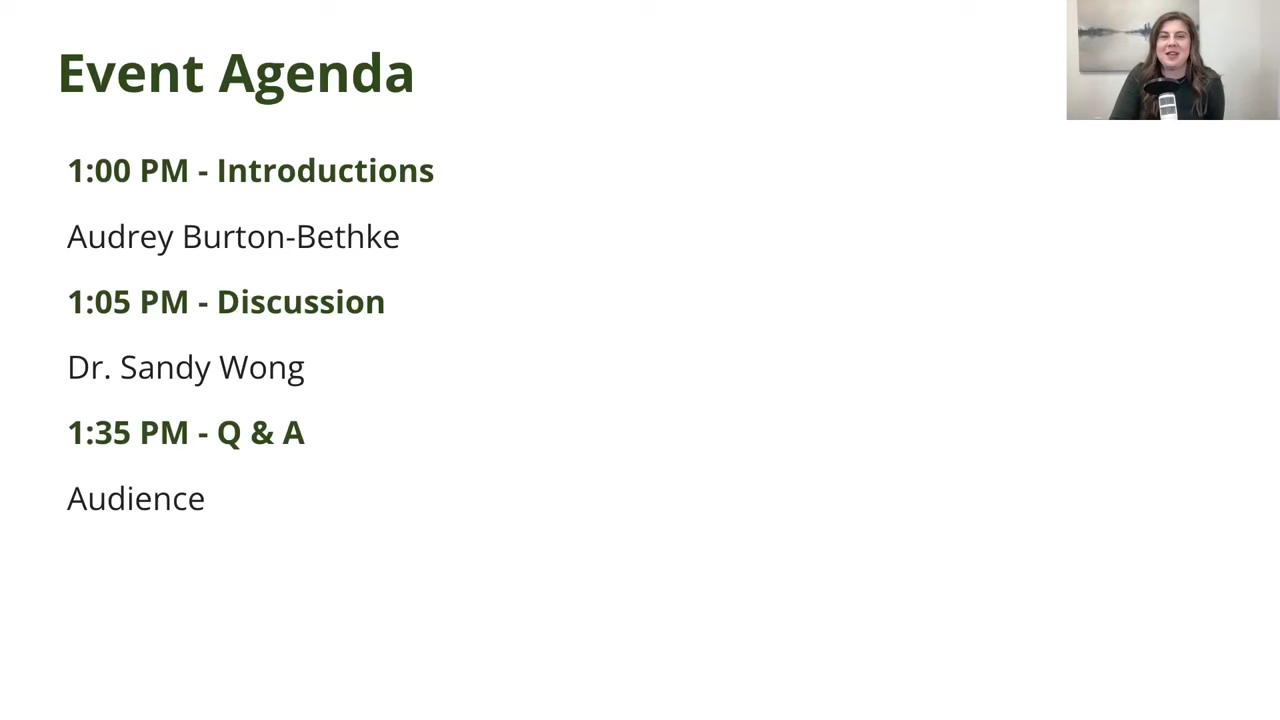 Event Agenda
1:00 PM - Introductions
Audrey Burton-Bethke
1:05 PM - Discussion
Dr. Sandy Wong
1:35 PM - Q & A
Audience